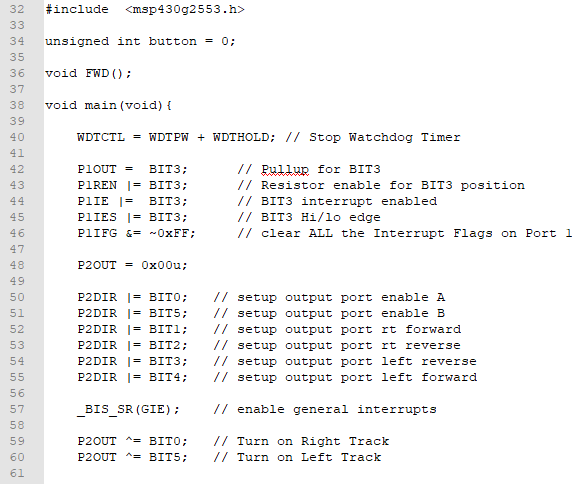 32 #include  <msp430g2553.h>
33
34 unsigned int button = 0;
35
36 void FWD();
37
38 void main(void){
39
40     WDTCTL = WDTPW + WDTHOLD; // Stop Watchdog Timer
41
42     P1OUT =  BIT3;      // Pullup for BIT3
43     P1REN |= BIT3;      // Resistor enable for BIT3 position
44     P1IE |=  BIT3;      // BIT3 interrupt enabled
45     P1IES |= BIT3;      // BIT3 Hi/lo edge
46     P1IFG &= ~0xFF;     // clear ALL the Interrupt Flags on Port 1
47
48     P2OUT = 0x00u;
49
50     P2DIR |= BIT0;   // setup output port enable A
51     P2DIR |= BIT5;   // setup output port enable B
52     P2DIR |= BIT1;   // setup output port rt forward
53     P2DIR |= BIT2;   // setup output port rt reverse
54     P2DIR |= BIT3;   // setup output port left reverse
55     P2DIR |= BIT4;   // setup output port left forward
56
57     _BIS_SR(GIE);    // enable general interrupts
58
59     P2OUT ^= BIT0;   // Turn on Right Track
60     P2OUT ^= BIT5;   // Turn on Left Track
61